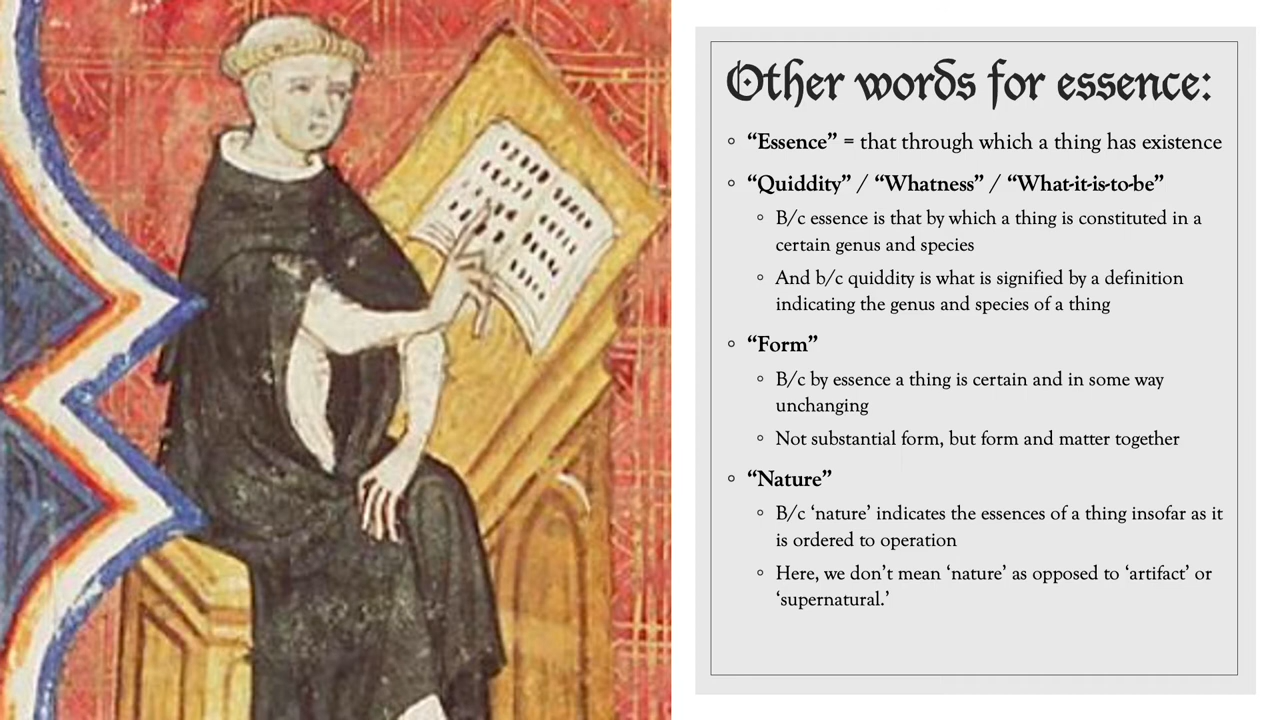 Other words for essence:
◦ “Essence” = that through which a thing has existence
◦ “Quiddity” / “Whatness” / “What-it-is-to-be”
◦ B/c essence is that by which a thing is constituted in a
certain genus and species
◦ And b/c quiddity is what is signified by a definition
indicating the genus and species of a thing
◦ “Form”
◦ B/c by essence a thing is certain and in some way
unchanging
◦ Not substantial form, but form and matter together
◦ “Nature”
◦ B/c ‘nature’ indicates the essences of a thing insofar as it
is ordered to operation
◦ Here, we don’t mean ‘nature’ as opposed to ‘artifact’ or
‘supernatural.’